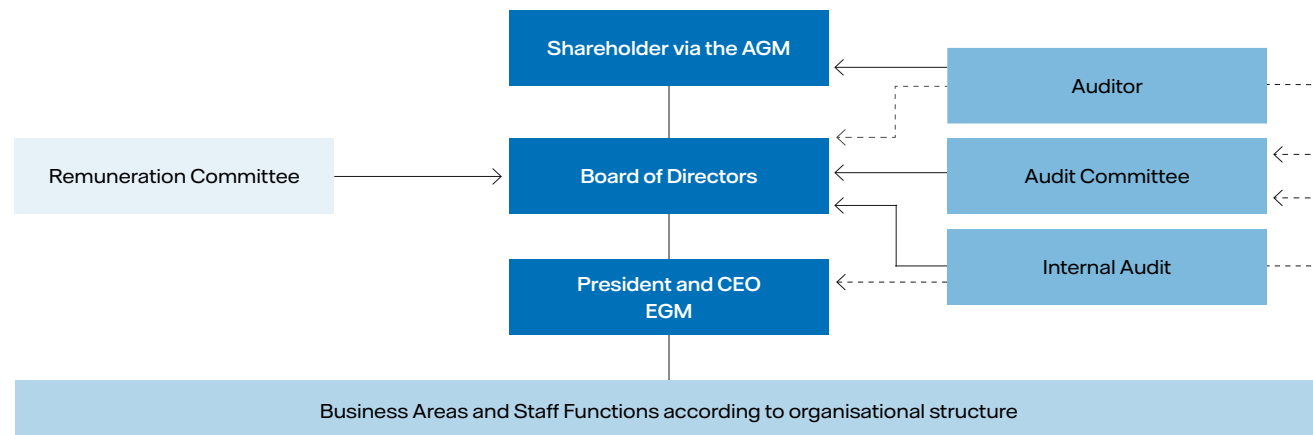 Shareholder via the AGM
Auditor
Remuneration Committee
Board of Directors
Audit Committee
President and CEO
EGM
Internal Audit
Business Areas and Staff Functions according to organisational structure